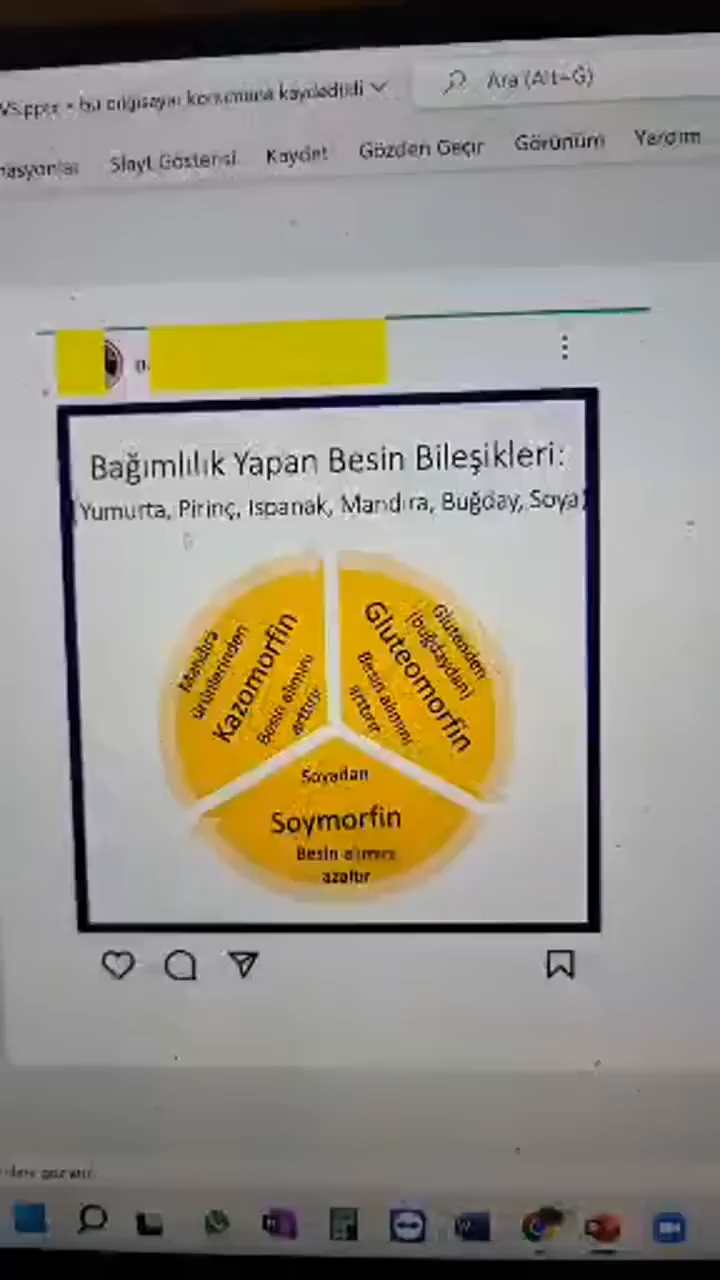 Ara (Alt+G)
Slayt Gösterisi Kaydet Gözden Geçir Görünüm Yardım
Bağımlılık Yapan Besin Bileşikleri:
(Yumurta, Pirinç, Ispanak, Mandıra, Buğday, Soya)
Mandıra
ürünlerinden
Kazomorfin
Besin alımını
arttırır
Glutenden
(buğdaydan)
Gluteomorfin
Besin alımını
arttırır
Soyadan
Soymorfin
Besin alımını
azaltır